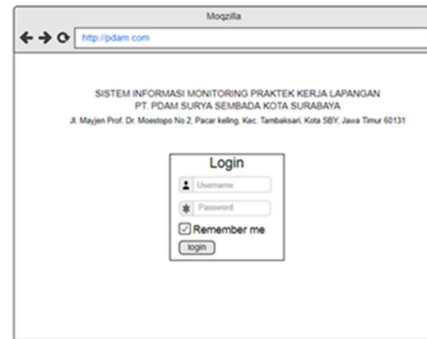 Moqzilla
http://pdam.com
SISTEM INFORMASI MONITORING PRAKTEK KERJA LAPANGAN
PT. PDAM SURYA SEMBADA KOTA SURABAYA
Jl. Mayjen Prof. Dr. Moestopo No.2, Pacar keling, Kec. Tambaksari, Kota SBY, Jawa Timur 60131
Login
Username
Password
Remember me
login